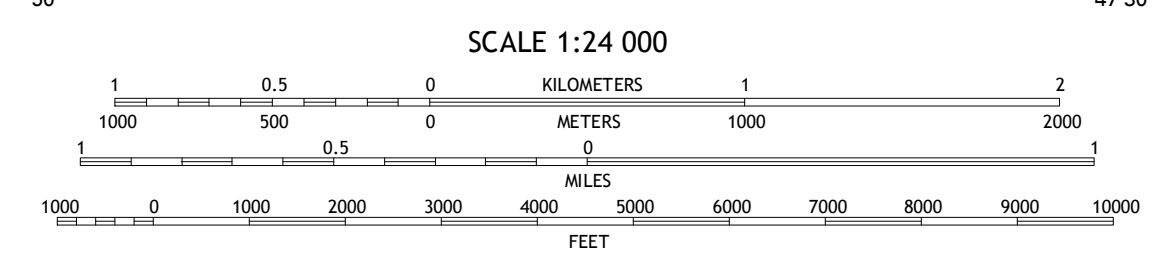 SCALE 1:24 000
1 0.5 0 KILOMETERS 1 2
1000 500 0 METERS 1000 2000
1 0.5 0 1
MILES
1000 0 1000 2000 3000 4000 5000 6000 7000 8000 9000 10000
FEET